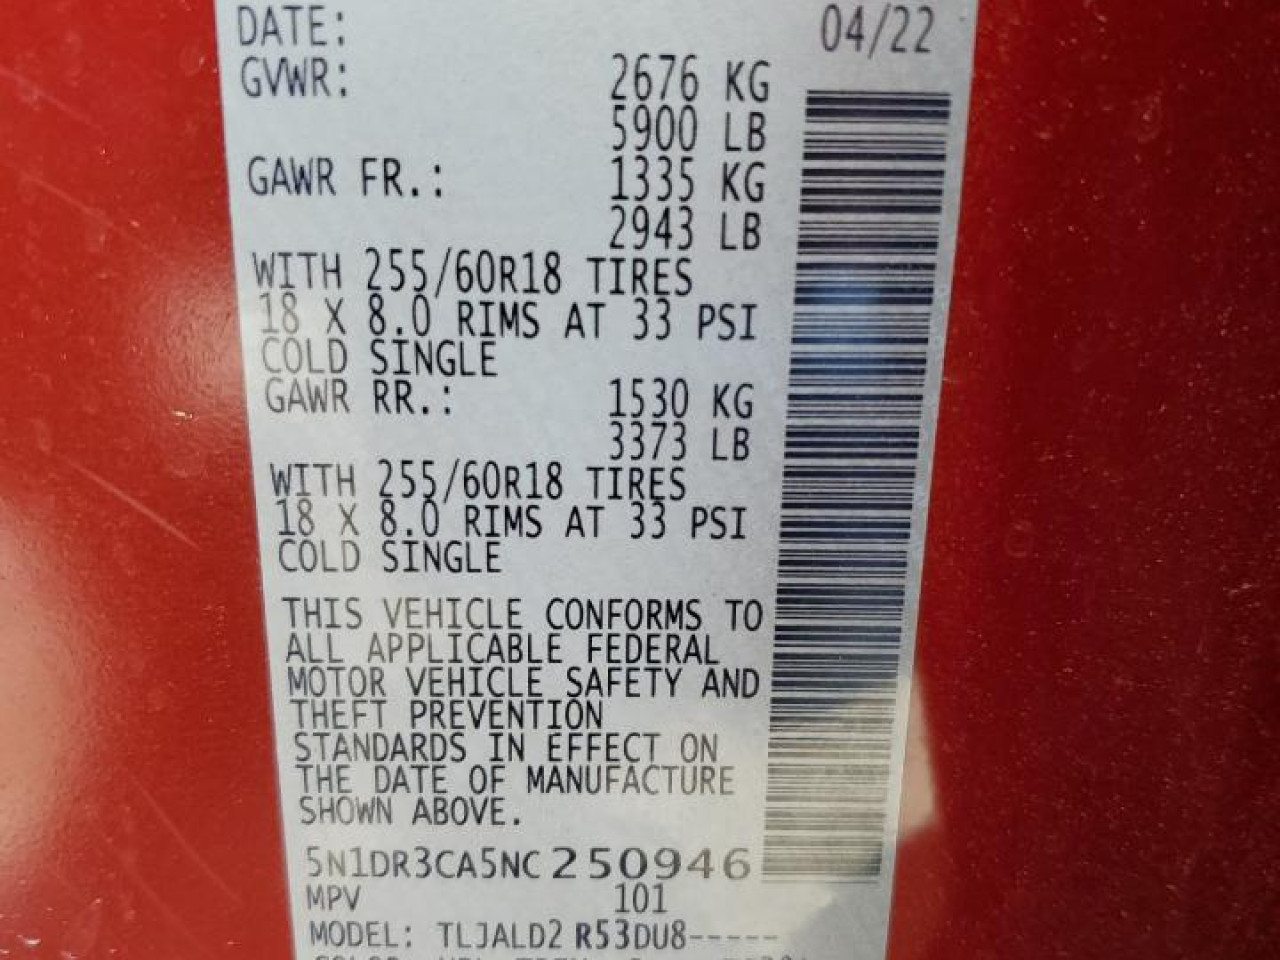 DATE: 04/22
GVWR: 2676 KG
5900 LB
GAWR FR.: 1335 KG
2943 LB
WITH 255/60R18 TIRES
18 X 8.0 RIMS AT 33 PSI
COLD SINGLE
GAWR RR.: 1530 KG
3373 LB
WITH 255/60R18 TIRES
18 X 8.0 RIMS AT 33 PSI
COLD SINGLE
THIS VEHICLE CONFORMS TO
ALL APPLICABLE FEDERAL
MOTOR VEHICLE SAFETY AND
THEFT PREVENTION
STANDARDS IN EFFECT ON
THE DATE OF MANUFACTURE
SHOWN ABOVE.
5N1DR3CA5NC250946
MPV 101
MODEL: TLJALD2 R53DU8-----